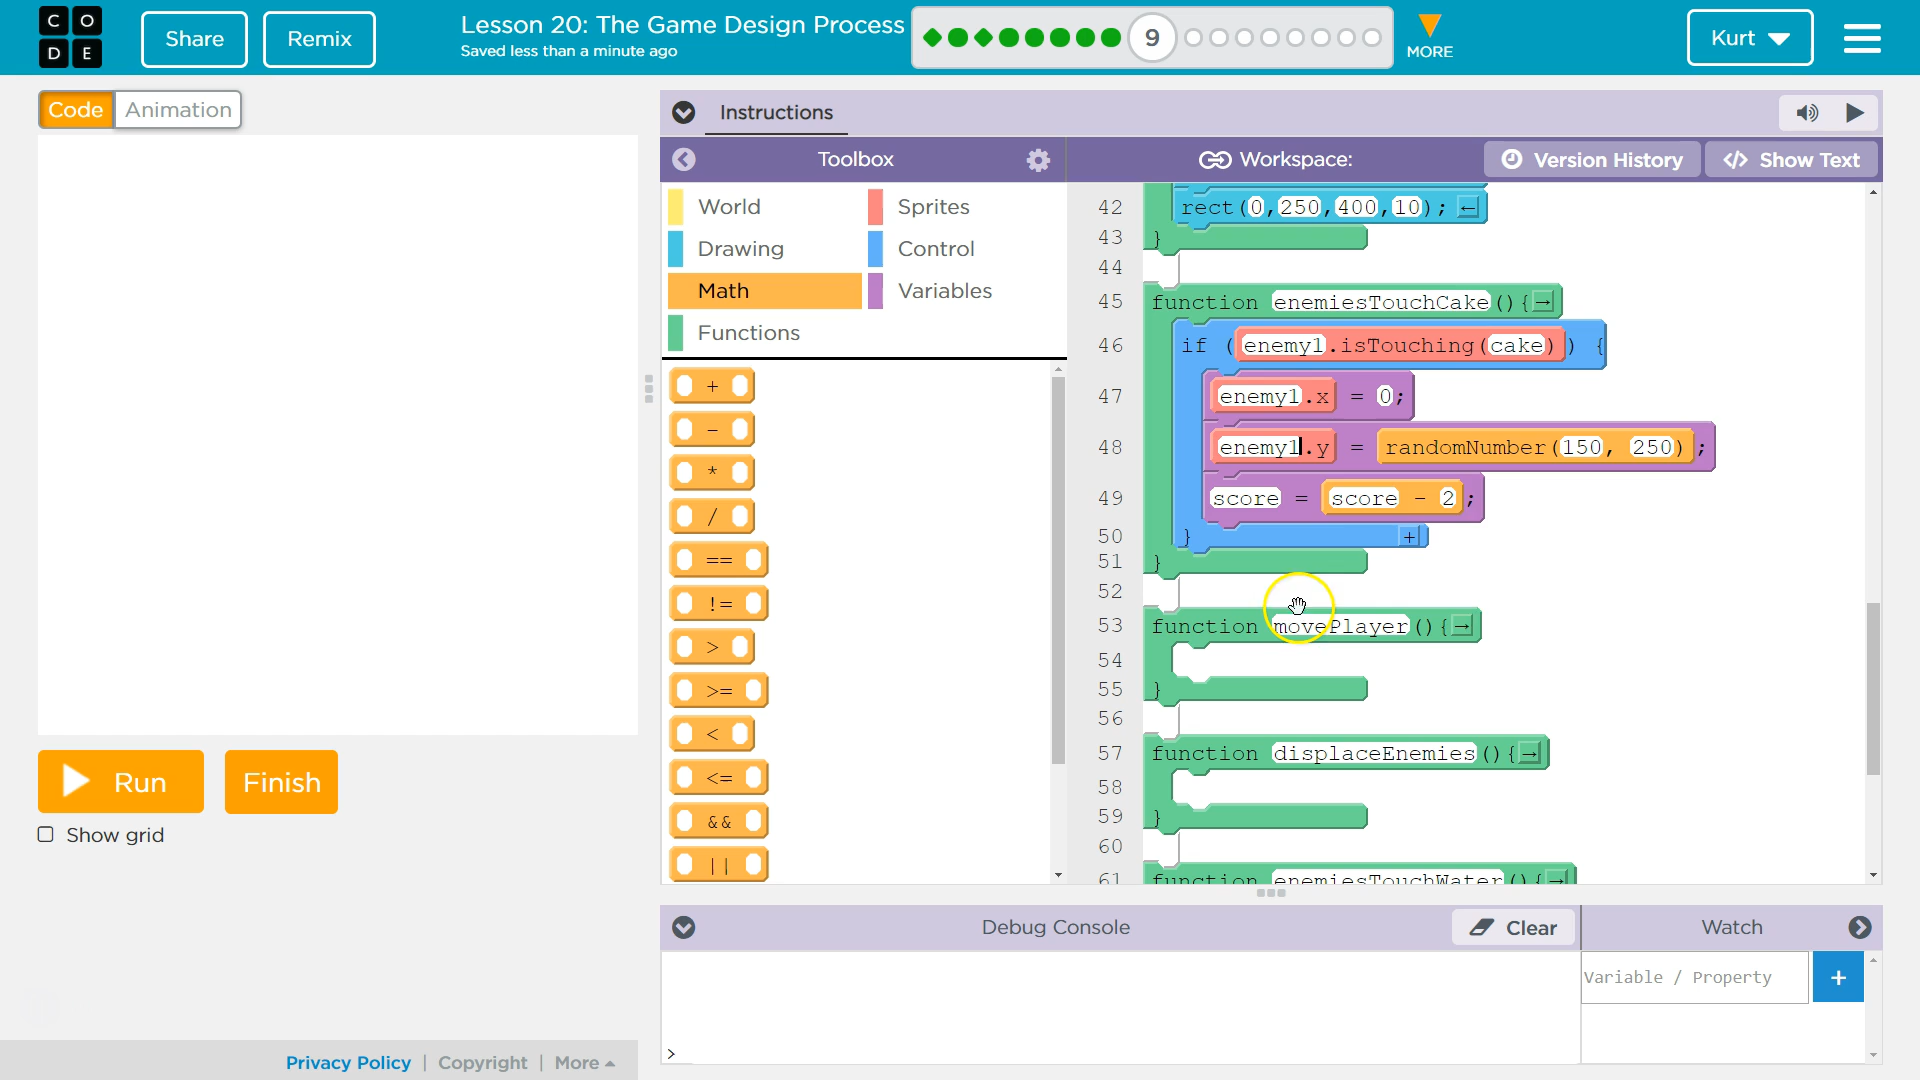 C O
D E
Share
Remix
Lesson 20: The Game Design Process
Saved less than a minute ago
9
MORE
Kurt
Code
Animation
Instructions
Toolbox
Workspace:
Version History
</> Show Text
World
Sprites
Drawing
Control
Math
Variables
Functions
+
-
*
/
==
!=
>
>=
<
<=
&&
||
42 rect(0,250,400,10);
43 }
44
45 function enemiesTouchCake(){
46 if (enemy1.isTouching(cake)) {
47 enemy1.x = 0;
48 enemy1.y = randomNumber(150, 250);
49 score = score - 2;
50 } +
51 }
52
53 function movePlayer(){
54
55 }
56
57 function displaceEnemies(){
58
59 }
60
61 function enemiesTouchWater(){
Run
Finish
Show grid
Debug Console
Clear
Watch
Variable / Property
+
>
Privacy Policy | Copyright | More